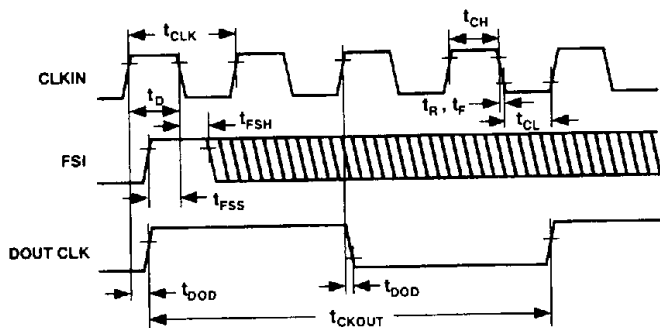 tCLK
tCH
CLKIN
tD
tR, tF
tFSH
tCL
FSI
tFSS
DOUT CLK
tDOD
tDOD
tCKOUT